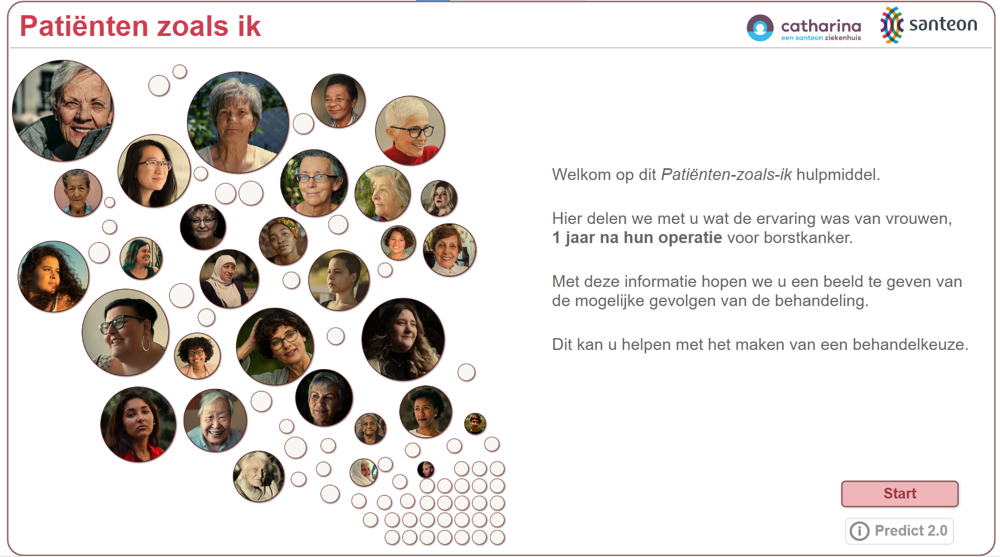 Patiënten zoals ik
catharina
een santeon ziekenhuis
santeon
Welkom op dit Patiënten-zoals-ik hulpmiddel.
Hier delen we met u wat de ervaring was van vrouwen,
1 jaar na hun operatie voor borstkanker.
Met deze informatie hopen we u een beeld te geven van
de mogelijke gevolgen van de behandeling.
Dit kan u helpen met het maken van een behandelkeuze.
Start
i Predict 2.0